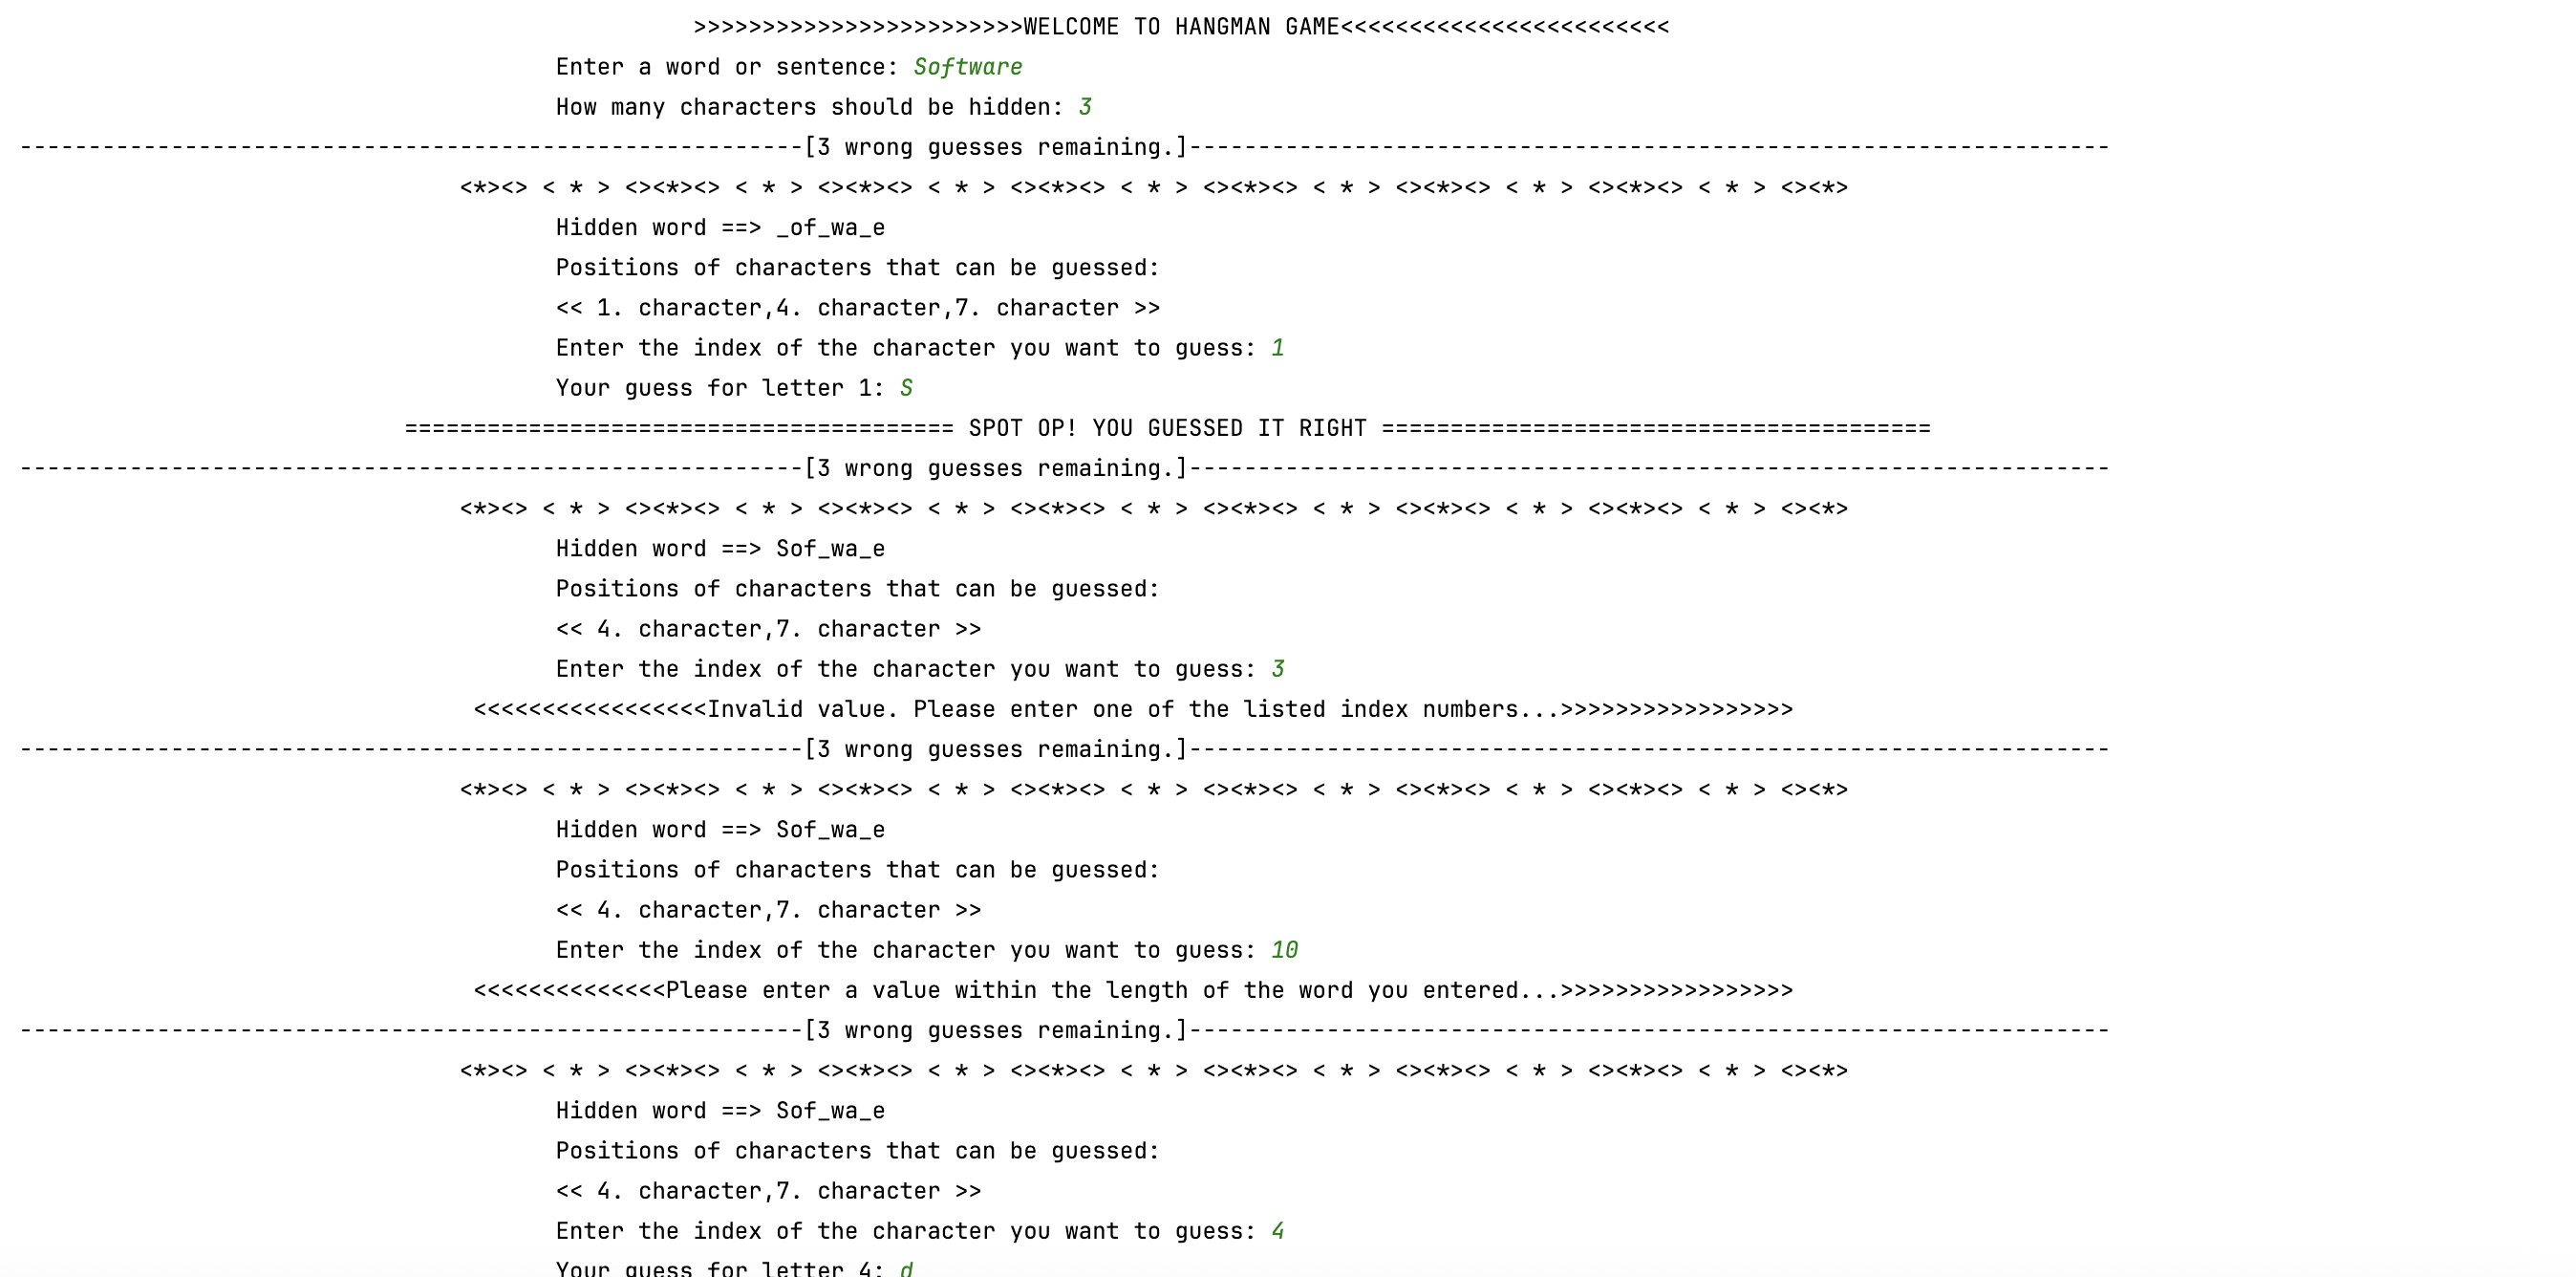 >>>>>>>>>>>>>>>>>>>>>>>>WELCOME TO HANGMAN GAME<<<<<<<<<<<<<<<<<<<<<<<<
Enter a word or sentence: Software
How many characters should be hidden: 3
---------------------------------------------------------[3 wrong guesses remaining.]-------------------------------------------------------------------
<*><> < * > <><*><> < * > <><*><> < * > <><*><> < * > <><*><> < * > <><*><> < * > <><*><> < * > <><*>
Hidden word ==> _of_wa_e
Positions of characters that can be guessed:
<< 1. character,4. character,7. character >>
Enter the index of the character you want to guess: 1
Your guess for letter 1: S
======================================== SPOT OP! YOU GUESSED IT RIGHT ========================================
---------------------------------------------------------[3 wrong guesses remaining.]-------------------------------------------------------------------
<*><> < * > <><*><> < * > <><*><> < * > <><*><> < * > <><*><> < * > <><*><> < * > <><*><> < * > <><*>
Hidden word ==> Sof_wa_e
Positions of characters that can be guessed:
<< 4. character,7. character >>
Enter the index of the character you want to guess: 3
<<<<<<<<<<<<<<<<<Invalid value. Please enter one of the listed index numbers...>>>>>>>>>>>>>>>>>
---------------------------------------------------------[3 wrong guesses remaining.]-------------------------------------------------------------------
<*><> < * > <><*><> < * > <><*><> < * > <><*><> < * > <><*><> < * > <><*><> < * > <><*><> < * > <><*>
Hidden word ==> Sof_wa_e
Positions of characters that can be guessed:
<< 4. character,7. character >>
Enter the index of the character you want to guess: 10
<<<<<<<<<<<<<<Please enter a value within the length of the word you entered...>>>>>>>>>>>>>>>>>
---------------------------------------------------------[3 wrong guesses remaining.]-------------------------------------------------------------------
<*><> < * > <><*><> < * > <><*><> < * > <><*><> < * > <><*><> < * > <><*><> < * > <><*><> < * > <><*>
Hidden word ==> Sof_wa_e
Positions of characters that can be guessed:
<< 4. character,7. character >>
Enter the index of the character you want to guess: 4
Your guess for letter 4: d